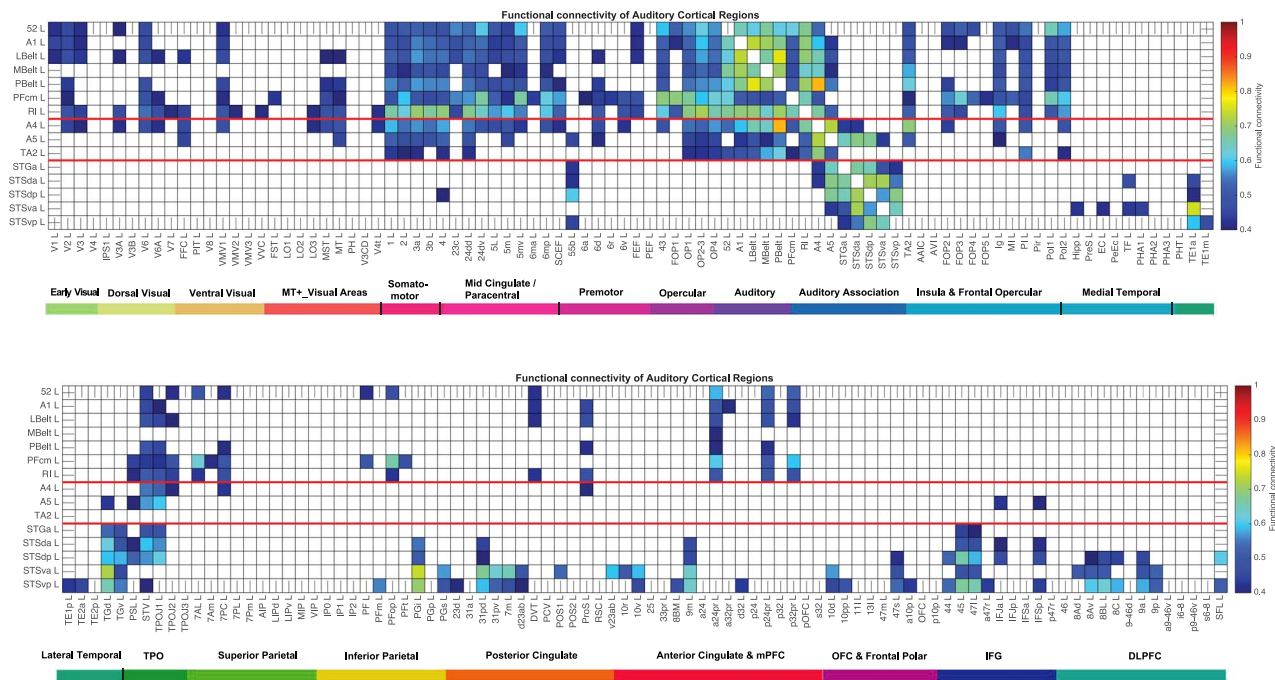 Functional connectivity of Auditory Cortical Regions
52 L
A1 L
LBelt L
MBelt L
PBelt L
PFcm L
RI L
A4 L
A5 L
TA2 L
STGa L
STSda L
STSdp L
STSva L
STSvp L
1
0.9
0.8
0.7
0.6
0.5
0.4
Functional connectivity
V1 L V2 L V3 L V4 L IPS1 L V3A L V3B L V6 L V6A L V7 L FFC L PIT L V8 L VMV1 L VMV2 L VMV3 L VVC L FST L LO1 L LO2 L LO3 L MST L MT L PH L V3CD L V4t L 1 L 2 L 3a L 3b L 4 L 23c L 24dd L 24dv L 5L L 5m L 5mv L 6ma L 6mp L SCEF L 55b L 6a L 6d L 6r L 6v L FEF L PEF L 43 L FOP1 L OP1 L OP2-3 L OP4 L 52 L A1 L LBelt L MBelt L PBelt L PFcm L RI L A4 L A5 L STGa L STSda L STSdp L STSva L STSvp L TA2 L AAIC L AVI L FOP2 L FOP3 L FOP4 L FOP5 L Ig L MI L PI L Pir L PoI1 L PoI2 L Hipp L PreS L EC L PeEc L TF L PHA1 L PHA2 L PHA3 L PHT L TE1a L TE1m L
Early Visual Dorsal Visual Ventral Visual MT+_Visual Areas Somato-
motor Mid Cingulate /
Paracentral Premotor Opercular Auditory Auditory Association Insula & Frontal Opercular Medial Temporal
Functional connectivity of Auditory Cortical Regions
52 L
A1 L
LBelt L
MBelt L
PBelt L
PFcm L
RI L
A4 L
A5 L
TA2 L
STGa L
STSda L
STSdp L
STSva L
STSvp L
1
0.9
0.8
0.7
0.6
0.5
0.4
Functional connectivity
TE1p L TE2a L TE2p L TGd L TGv L PSL L STV L TPOJ1 L TPOJ2 L TPOJ3 L 7AL L 7Am L 7PC L 7PL L 7Pm L AIP L LIPd L LIPv L MIP L VIP L IP0 L IP1 L IP2 L PF L PFm L PFop L PFt L PGi L PGp L PGs L 23d L 31a L 31pd L 31pv L 7m L d23ab L DVT L PCV L POS1 L POS2 L ProS L RSC L v23ab L 10r L 10v L 25 L 33pr L 8BM L 9m L a24 L a24pr L a32pr L d32 L p24 L p24pr L p32 L p32pr L pOFC L s32 L 10d L 10pp L 11l L 13l L 47m L 47s L a10p L OFC L p10p L 44 L 45 L 47l L a47r L IFJa L IFJp L IFSa L IFSp L p47r L 46 L 8Ad L 8Av L 8BL L 8C L 9-46d L 9a L 9p L a9-46v L i6-8 L p9-46v L s6-8 L SFL L
Lateral Temporal TPO Superior Parietal Inferior Parietal Posterior Cingulate Anterior Cingulate & mPFC OFC & Frontal Polar IFG DLPFC